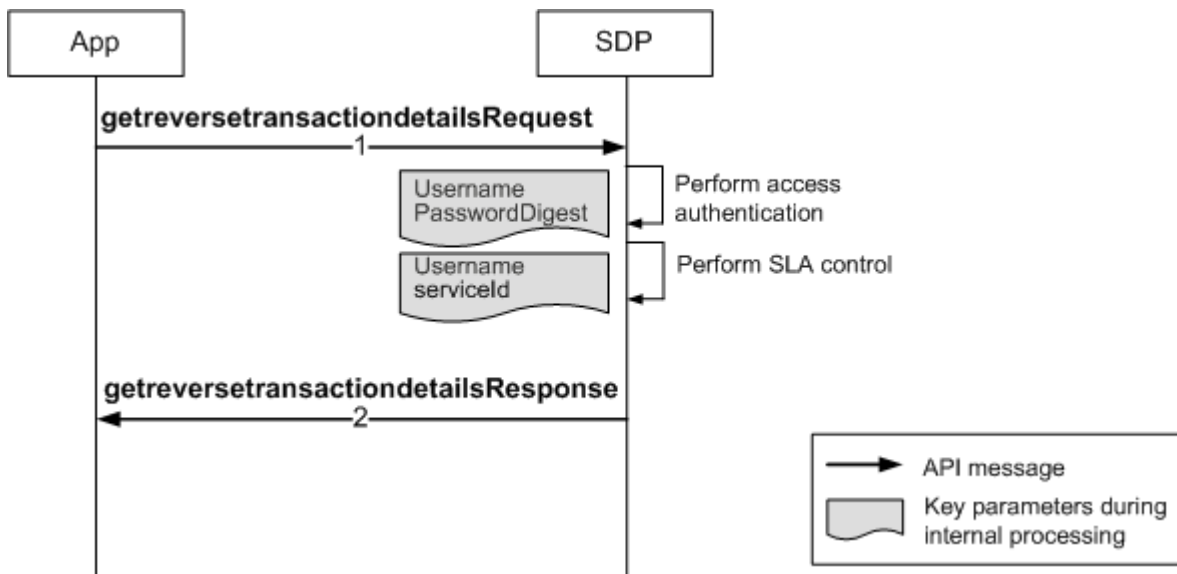 App
SDP
getreversetransactiondetailsRequest
1
Username
PasswordDigest
Perform access
authentication
Username
serviceId
Perform SLA control
getreversetransactiondetailsResponse
2
API message
Key parameters during
internal processing